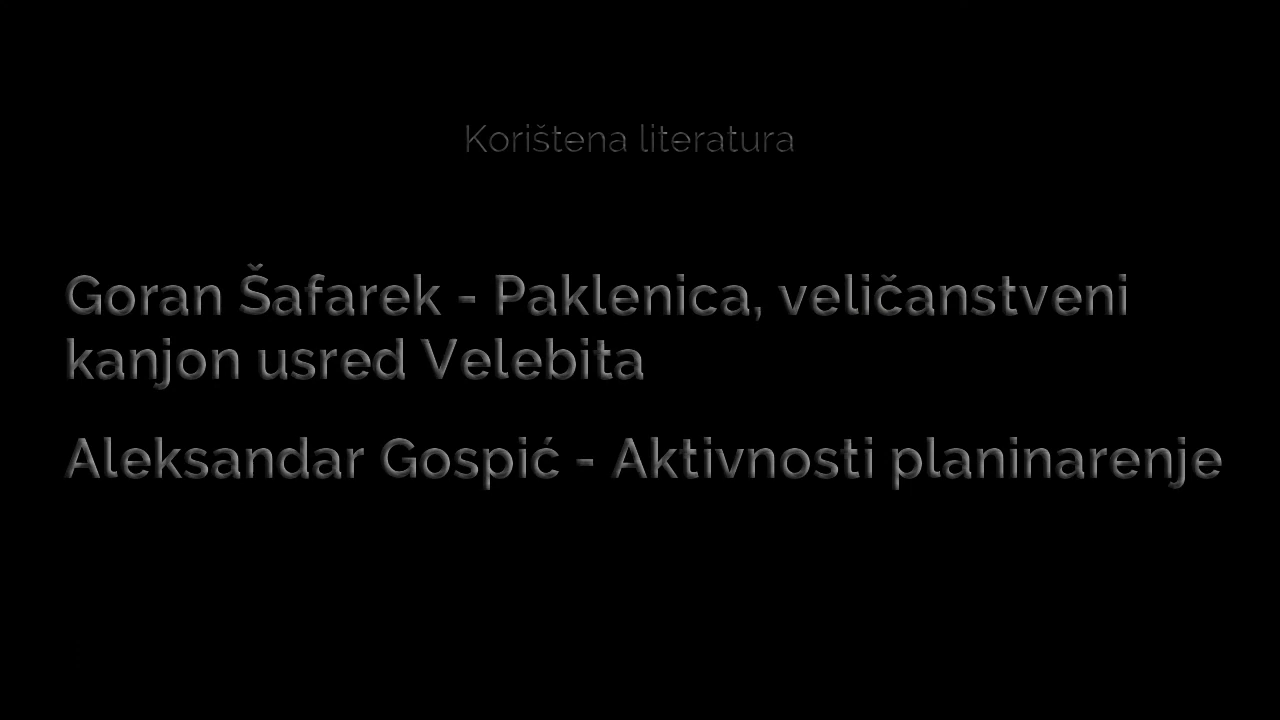 Korištena literatura
Goran Šafarek - Paklenica, veličanstveni
kanjon usred Velebita
Aleksandar Gospić - Aktivnosti planinarenje